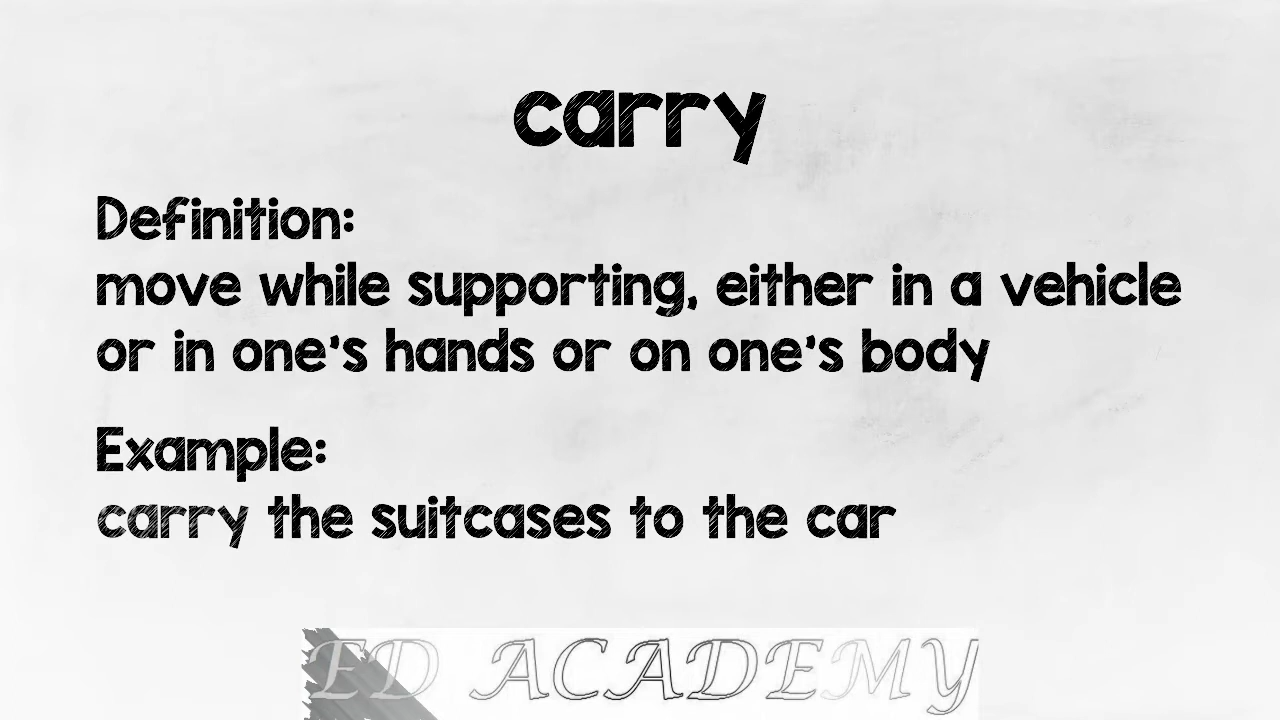 carry
Definition:
move while supporting, either in a vehicle
or in one's hands or on one's body
Example:
carry the suitcases to the car
ED ACADEMY